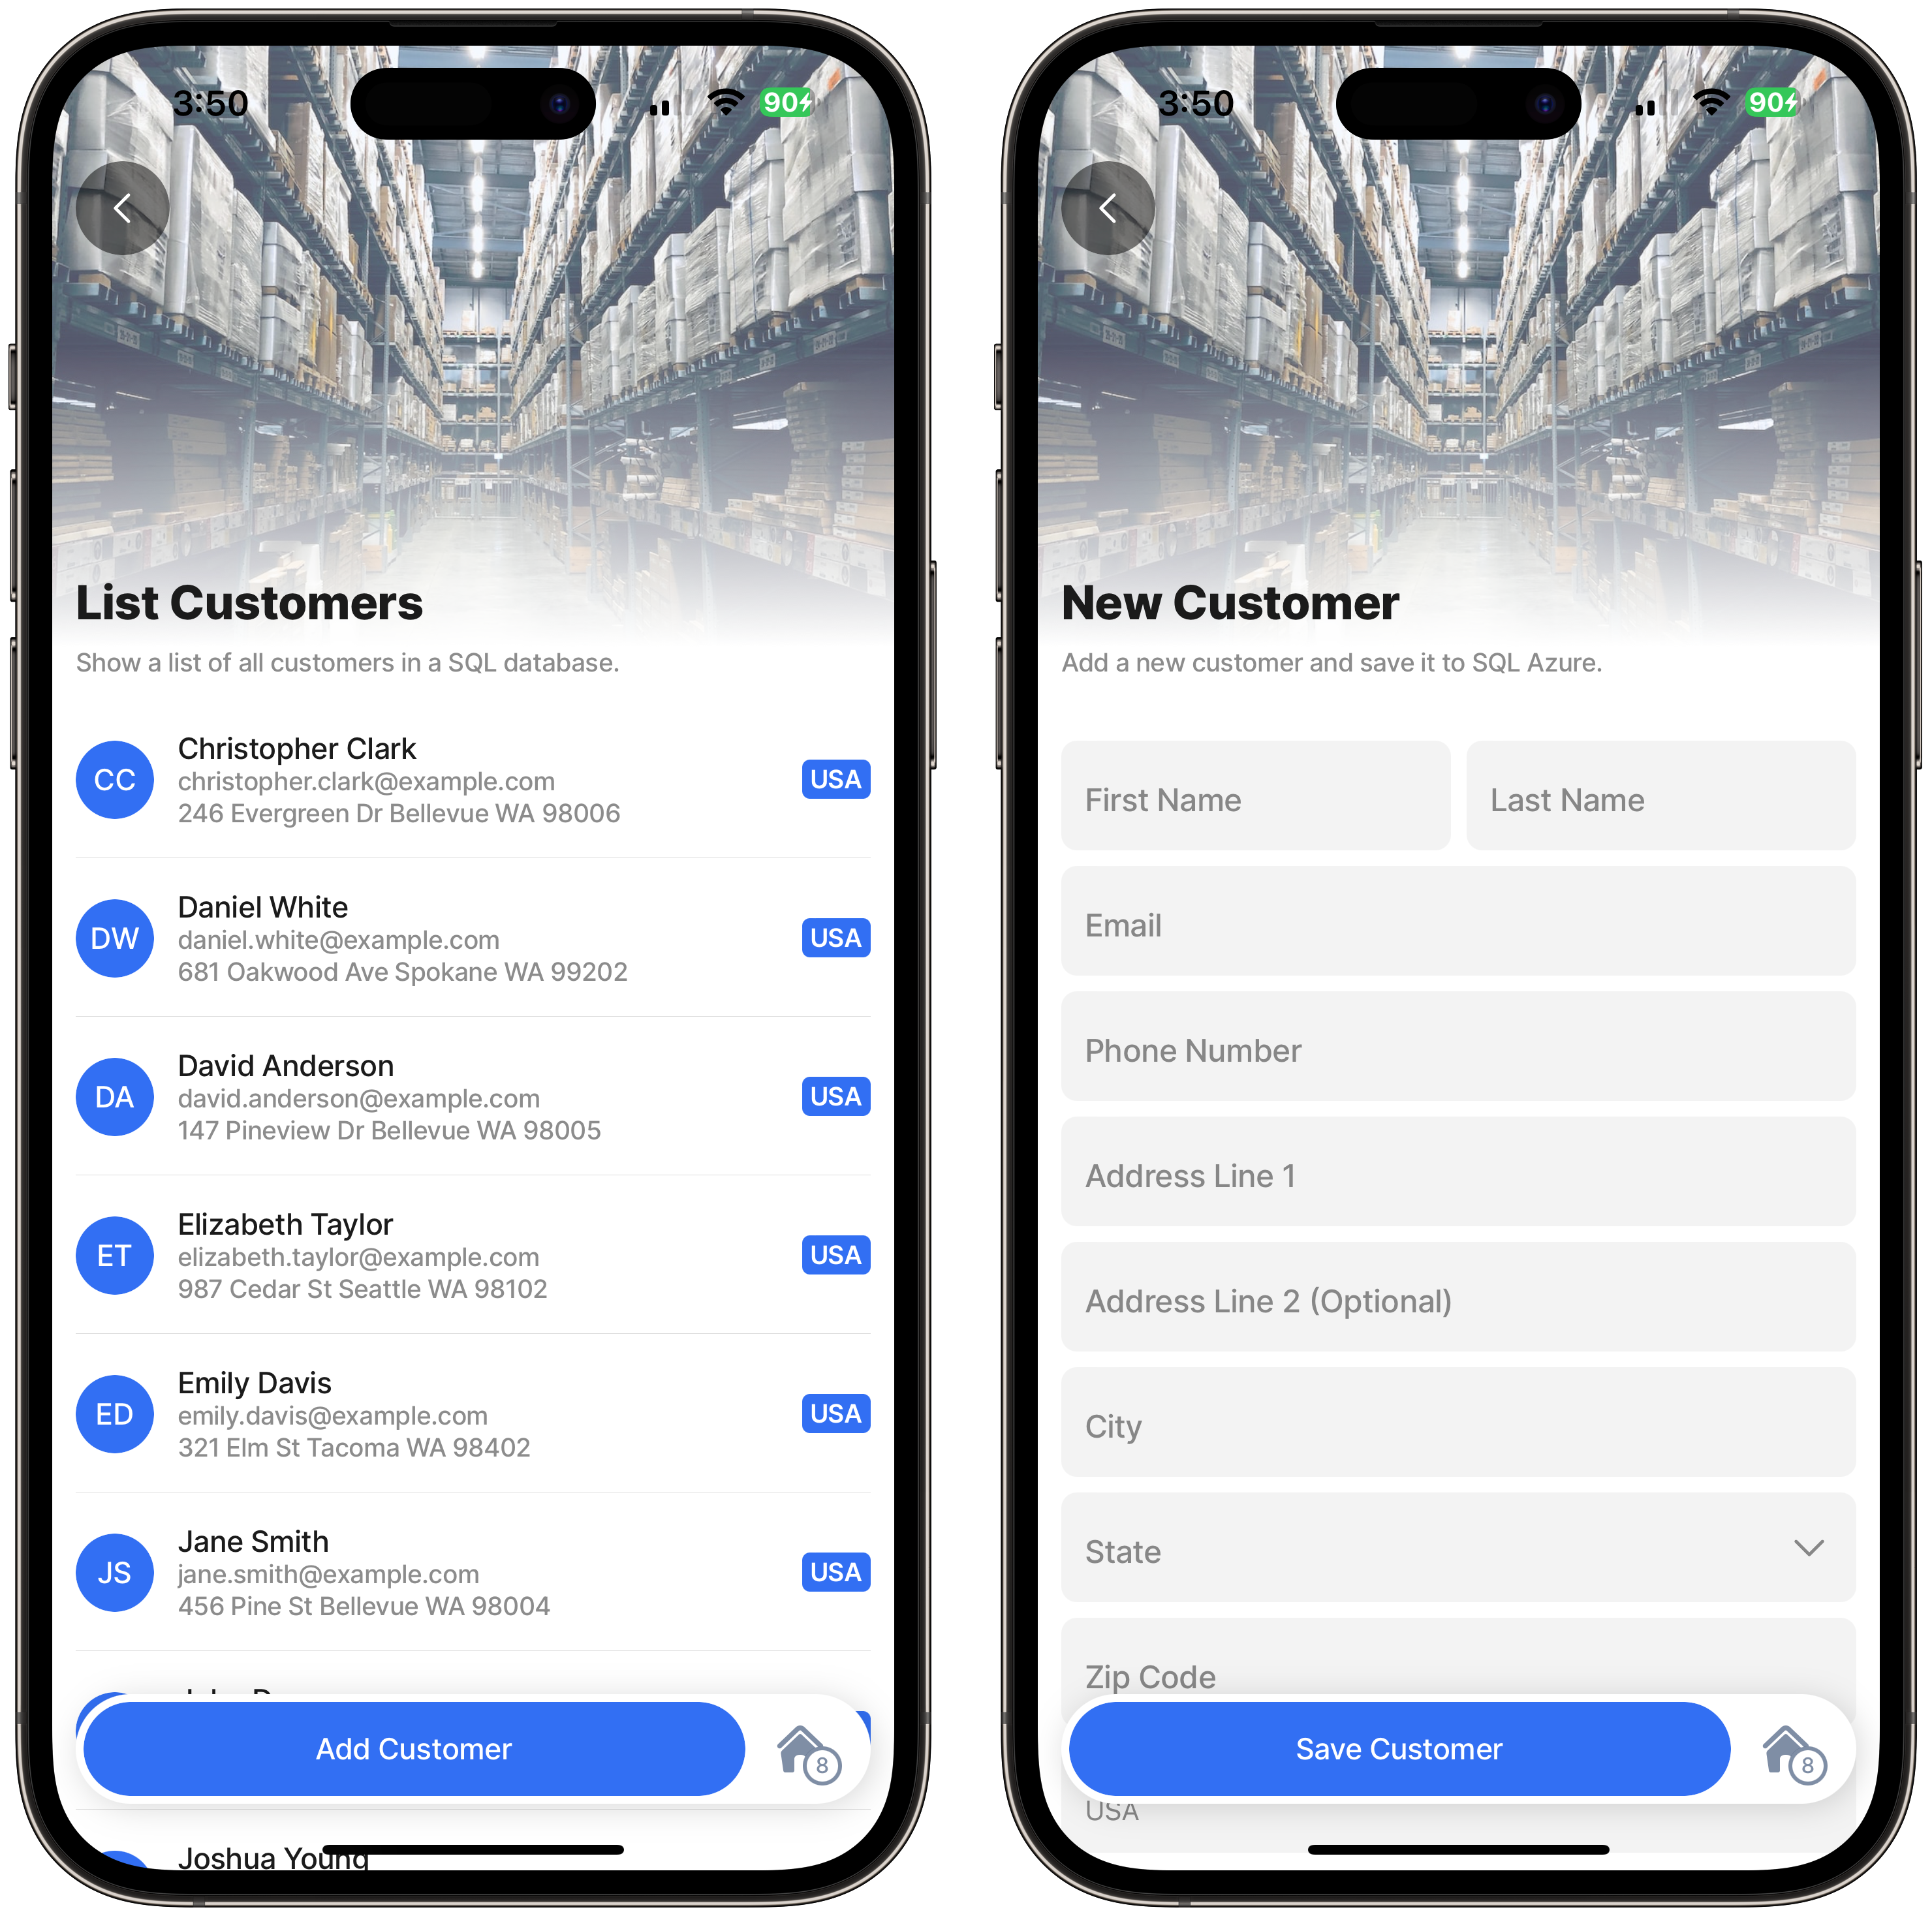 3:50
90
List Customers
Show a list of all customers in a SQL database.
CC
Christopher Clark
christopher.clark@example.com
246 Evergreen Dr Bellevue WA 98006
USA
DW
Daniel White
daniel.white@example.com
681 Oakwood Ave Spokane WA 99202
USA
DA
David Anderson
david.anderson@example.com
147 Pineview Dr Bellevue WA 98005
USA
ET
Elizabeth Taylor
elizabeth.taylor@example.com
987 Cedar St Seattle WA 98102
USA
ED
Emily Davis
emily.davis@example.com
321 Elm St Tacoma WA 98402
USA
JS
Jane Smith
jane.smith@example.com
456 Pine St Bellevue WA 98004
USA
Add Customer
8
Joshua Young
3:50
90
New Customer
Add a new customer and save it to SQL Azure.
First Name
Last Name
Email
Phone Number
Address Line 1
Address Line 2 (Optional)
City
State
Zip Code
Save Customer
8
USA